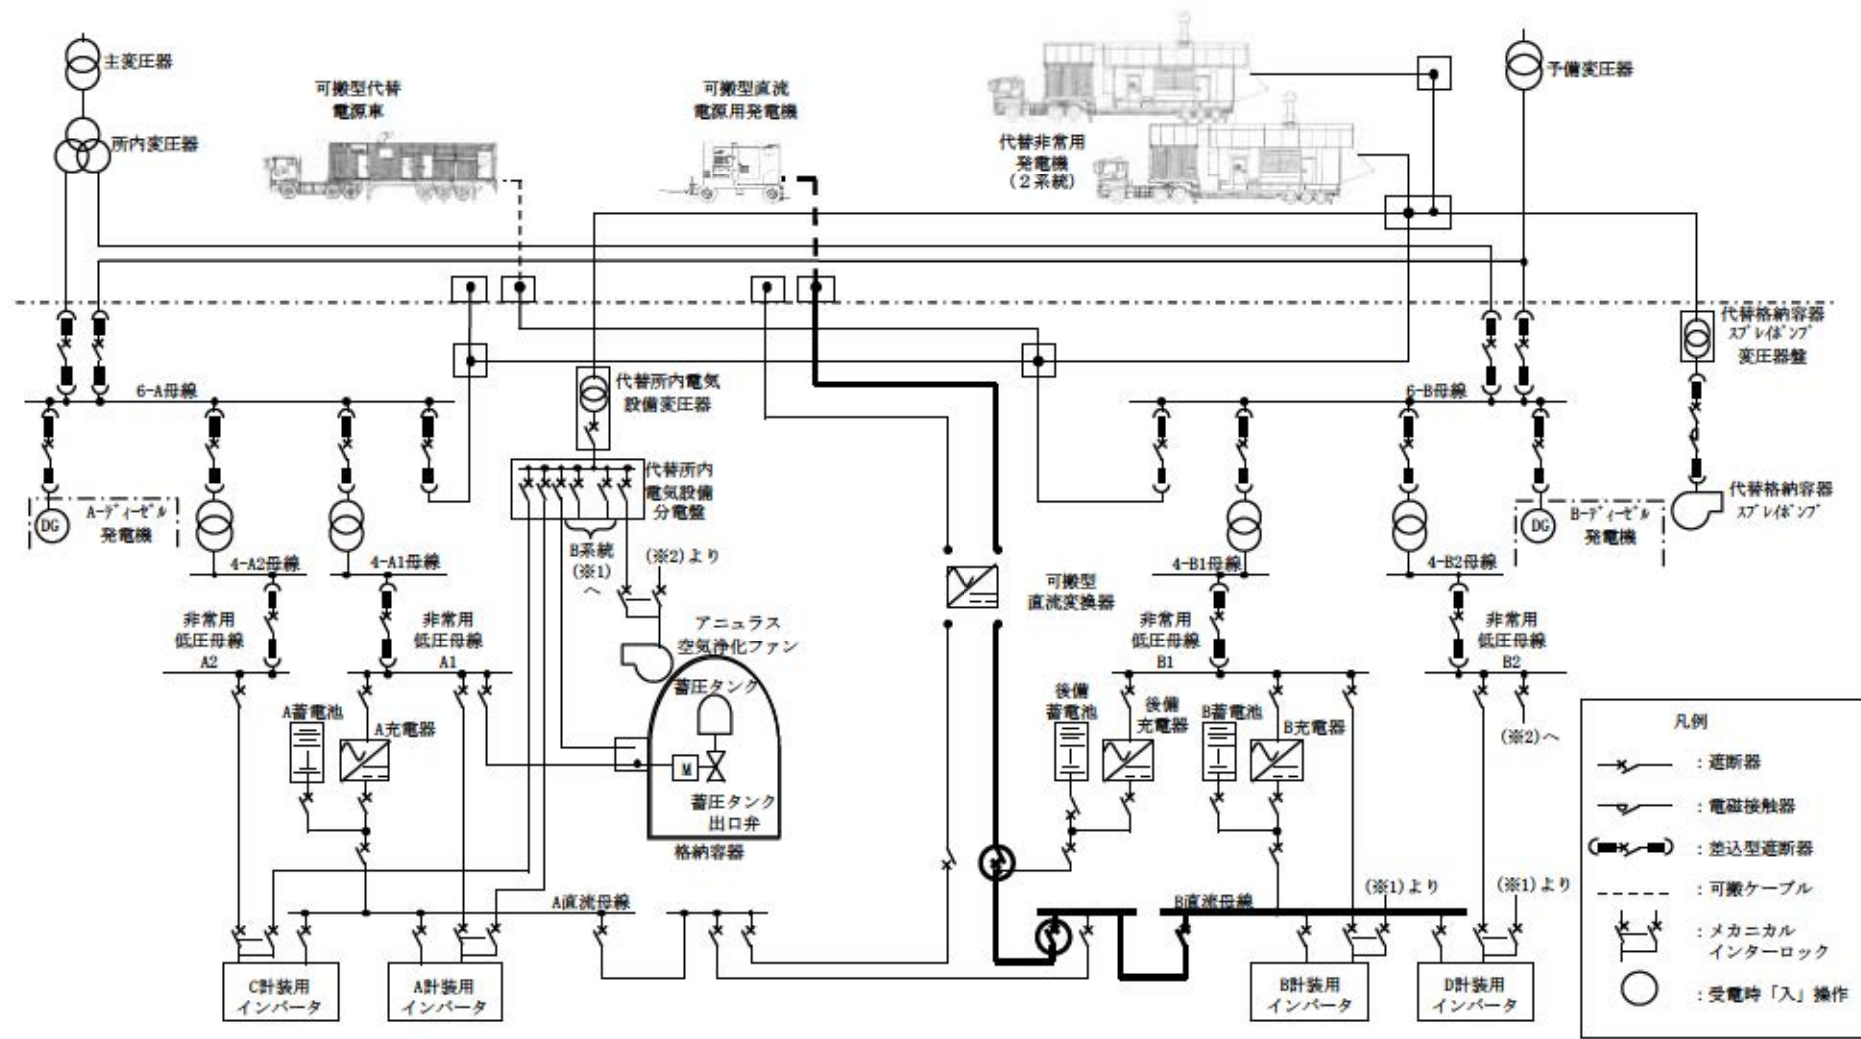 主変圧器
所内変圧器
可搬型代替
電源車
可搬型直流
電源用発電機
代替非常用
発電機
(2系統)
予備変圧器
代替格納容器
スプレイポンプ
変圧器盤
6-A母線
代替所内電気
設備変圧器
6-B母線
代替所内
電気設備
分電盤
代替格納容器
スプレイポンプ
DG
A-ディーゼル
発電機
DG
B-ディーゼル
発電機
B系統
(※1)
へ
(※2)より
4-A2母線
4-A1母線
4-B1母線
4-B2母線
可搬型
直流変換器
非常用
低圧母線
A2
非常用
低圧母線
A1
アニュラス
空気浄化ファン
非常用
低圧母線
B1
非常用
低圧母線
B2
蓄圧タンク
M
蓄圧タンク
出口弁
格納容器
A蓄電池
A充電器
後備
蓄電池
後備
充電器
B蓄電池
B充電器
(※2)へ
A直流母線
B直流母線
(※1)より
(※1)より
C計装用
インバータ
A計装用
インバータ
B計装用
インバータ
D計装用
インバータ
凡例
:遮断器
:電磁接触器
:差込型遮断器
:可搬ケーブル
:メカニカル
インターロック
:受電時「入」操作